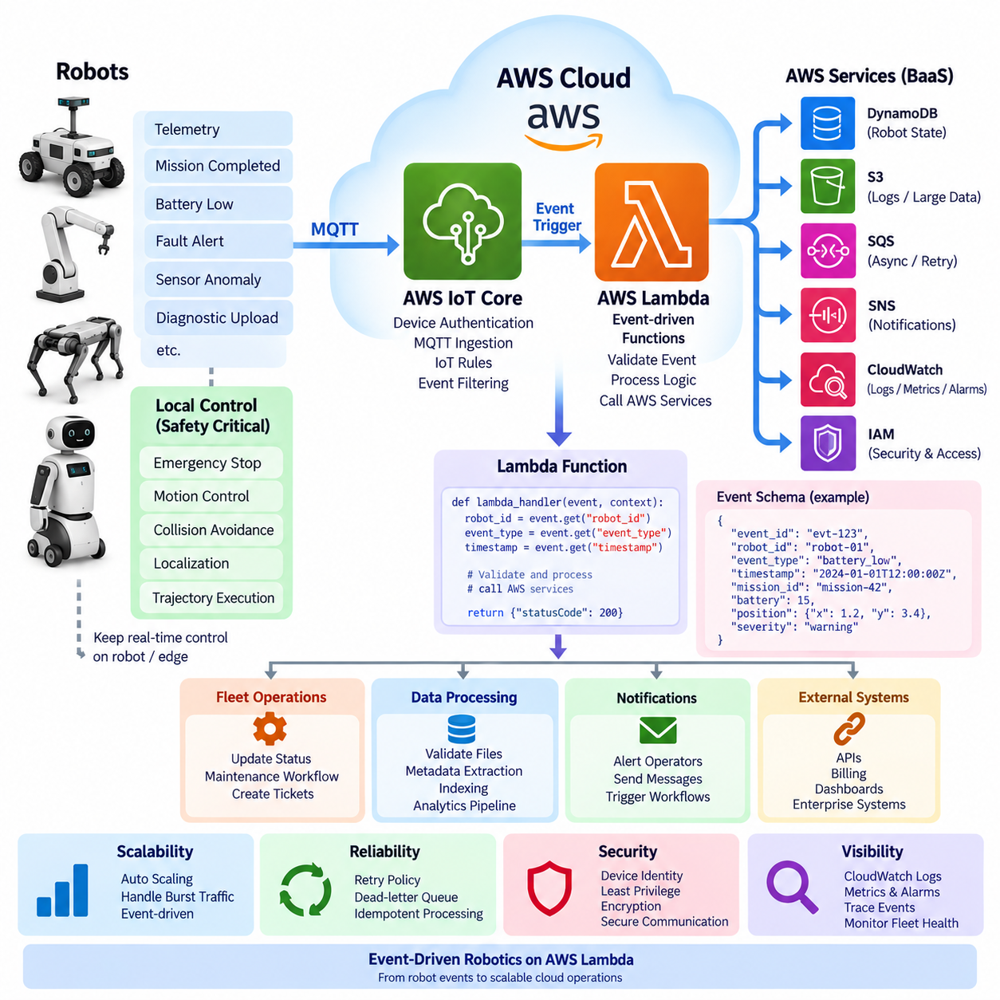 Robots
Telemetry
Mission Completed
Battery Low
Fault Alert
Sensor Anomaly
Diagnostic Upload
etc.
Local Control
(Safety Critical)
Emergency Stop
Motion Control
Collision Avoidance
Localization
Trajectory Execution
Keep real-time control
on robot / edge
MQTT
AWS Cloud
aws
AWS IoT Core
Device Authentication
MQTT Ingestion
IoT Rules
Event Filtering
Event
Trigger
AWS Lambda
Event-driven
Functions
Validate Event
Process Logic
Call AWS Services
AWS Services (BaaS)
DynamoDB
(Robot State)
S3
(Logs / Large Data)
SQS
(Async / Retry)
SNS
(Notifications)
CloudWatch
(Logs / Metrics / Alarms)
IAM
(Security & Access)
Lambda Function
def lambda_handler(event, context):
robot_id = event.get("robot_id")
event_type = event.get("event_type")
timestamp = event.get("timestamp")
# Validate and process
# call AWS services
return {"statusCode": 200}
Event Schema (example)
{
"event_id": "evt-123",
"robot_id": "robot-01",
"event_type": "battery_low",
"timestamp": "2024-01-01T12:00:00Z",
"mission_id": "mission-42",
"battery": 15,
"position": {"x": 1.2, "y": 3.4},
"severity": "warning"
}
Fleet Operations
Update Status
Maintenance Workflow
Create Tickets
Data Processing
Validate Files
Metadata Extraction
Indexing
Analytics Pipeline
Notifications
Alert Operators
Send Messages
Trigger Workflows
External Systems
APIs
Billing
Dashboards
Enterprise Systems
Scalability
Auto Scaling
Handle Burst Traffic
Event-driven
Reliability
Retry Policy
Dead-letter Queue
Idempotent Processing
Security
Device Identity
Least Privilege
Encryption
Secure Communication
Visibility
CloudWatch Logs
Metrics & Alarms
Trace Events
Monitor Fleet Health
Event-Driven Robotics on AWS Lambda
From robot events to scalable cloud operations